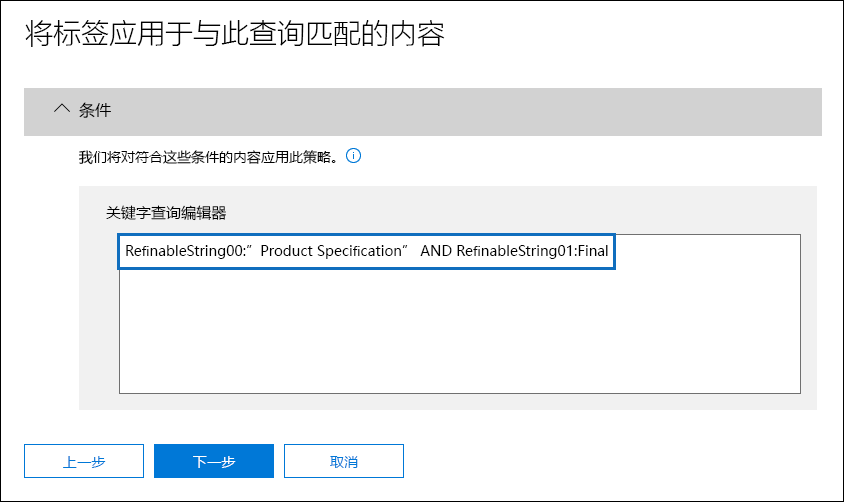 将标签应用于与此查询匹配的内容
条件
我们将对符合这些条件的内容应用此策略。
关键字查询编辑器
RefinableString00:”Product Specification” AND RefinableString01:Final
上一步
下一步
取消